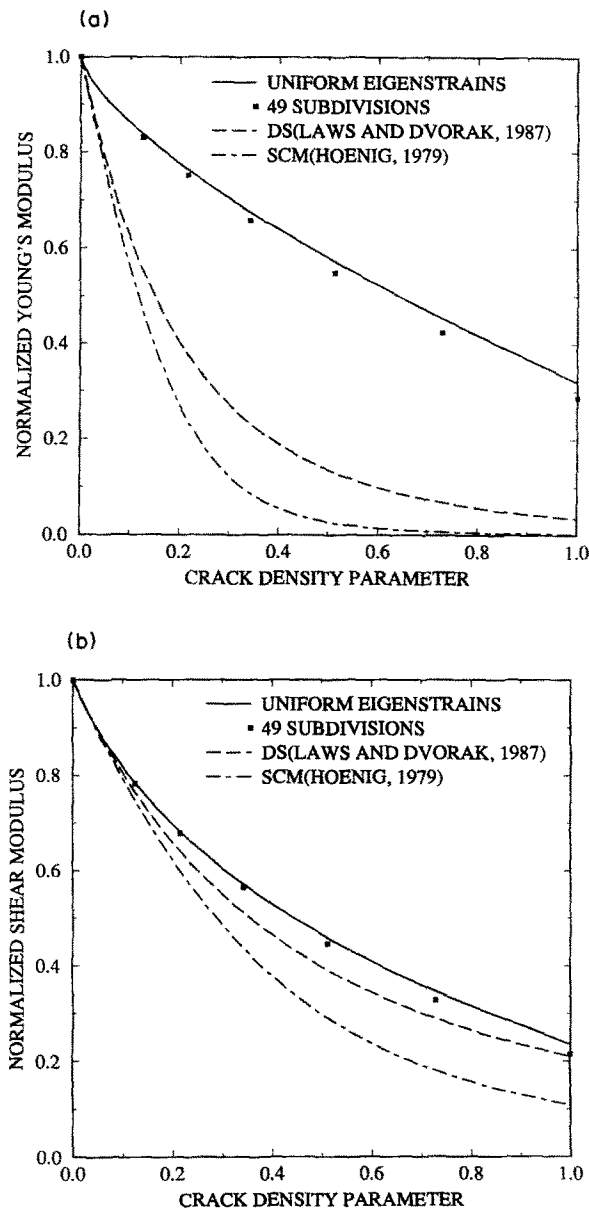 (a)
1.0
0.8
0.6
0.4
0.2
0.0
NORMALIZED YOUNG'S MODULUS
UNIFORM EIGENSTRAINS
49 SUBDIVISIONS
DS(LAWS AND DVORAK, 1987)
SCM(HOENIG, 1979)
0.0 0.2 0.4 0.6 0.8 1.0
CRACK DENSITY PARAMETER
(b)
1.0
0.8
0.6
0.4
0.2
0.0
NORMALIZED SHEAR MODULUS
UNIFORM EIGENSTRAINS
49 SUBDIVISIONS
DS(LAWS AND DVORAK, 1987)
SCM(HOENIG, 1979)
0.0 0.2 0.4 0.6 0.8 1.0
CRACK DENSITY PARAMETER